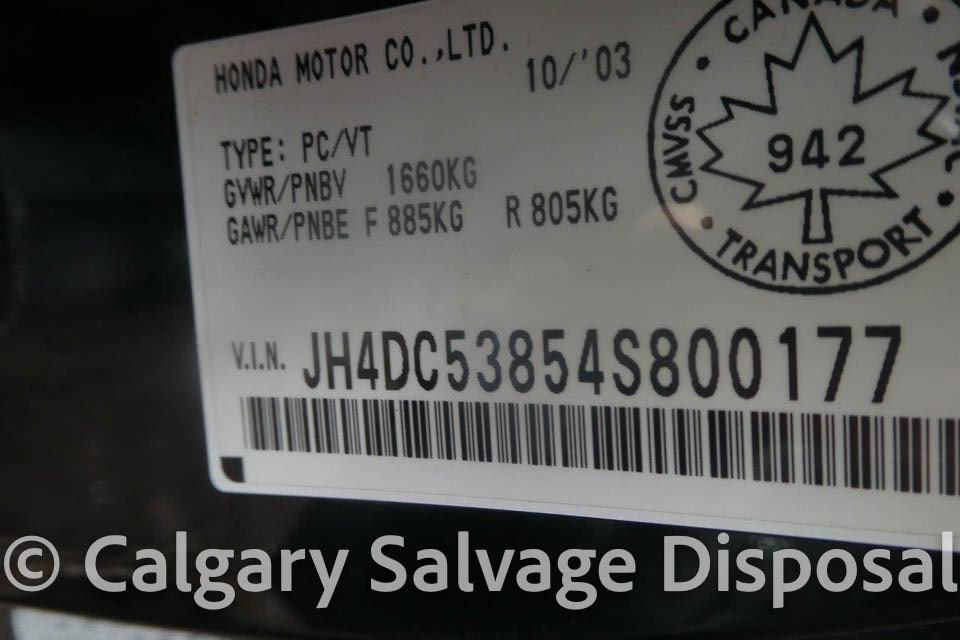 HONDA MOTOR CO.,LTD. 10/'03
TYPE: PC/VT
GVWR/PNBV 1660KG
GAWR/PNBE F 885KG R 805KG
CANADA
CMVSS
942
TRANSPORT
V.I.N. JH4DC53854S800177
© Calgary Salvage Disposal